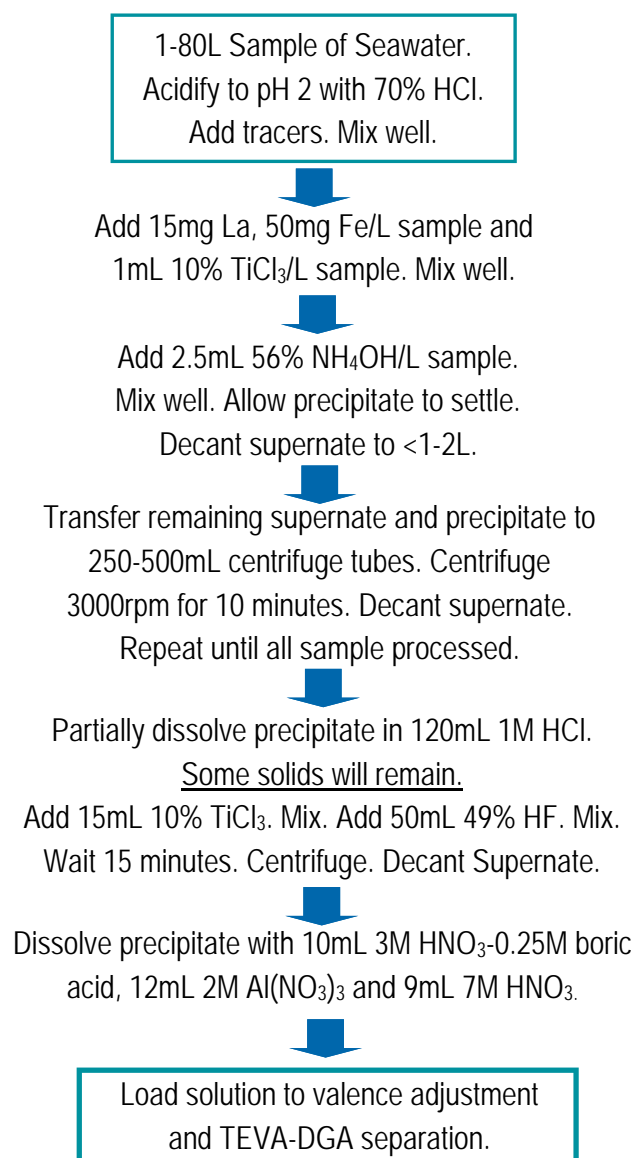 1-80L Sample of Seawater.
Acidify to pH 2 with 70% HCl.
Add tracers. Mix well.
Add 15mg La, 50mg Fe/L sample and
1mL 10% TiCl₃/L sample. Mix well.
Add 2.5mL 56% NH₄OH/L sample.
Mix well. Allow precipitate to settle.
Decant supernate to <1-2L.
Transfer remaining supernate and precipitate to
250-500mL centrifuge tubes. Centrifuge
3000rpm for 10 minutes. Decant supernate.
Repeat until all sample processed.
Partially dissolve precipitate in 120mL 1M HCl.
Some solids will remain.
Add 15mL 10% TiCl₃. Mix. Add 50mL 49% HF. Mix.
Wait 15 minutes. Centrifuge. Decant Supernate.
Dissolve precipitate with 10mL 3M HNO₃-0.25M boric
acid, 12mL 2M Al(NO₃)₃ and 9mL 7M HNO₃.
Load solution to valence adjustment
and TEVA-DGA separation.